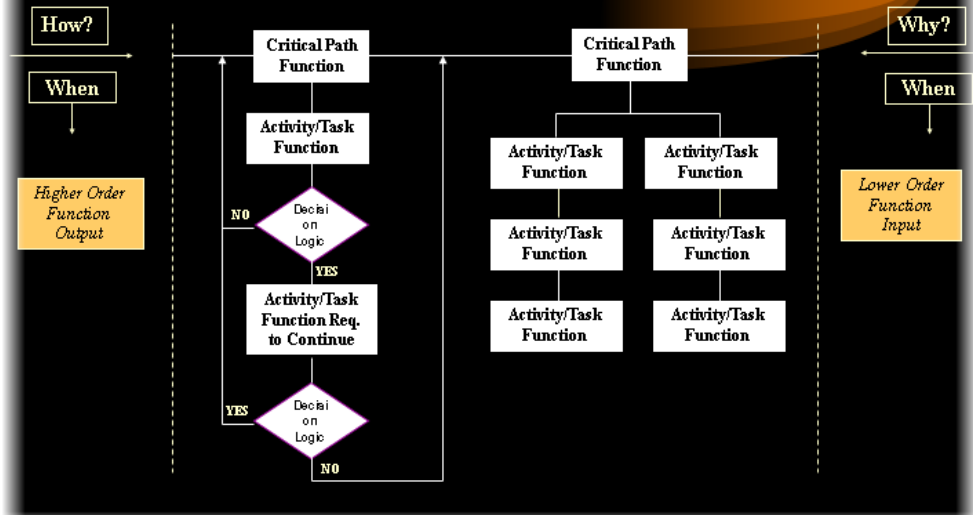 How?
When
Higher Order
Function
Output
Critical Path
Function
Activity/Task
Function
Decisi
on
Logic
NO
YES
Activity/Task
Function Req.
to Continue
Decisi
on
Logic
YES
NO
Critical Path
Function
Activity/Task
Function
Activity/Task
Function
Activity/Task
Function
Activity/Task
Function
Activity/Task
Function
Activity/Task
Function
Why?
When
Lower Order
Function
Input